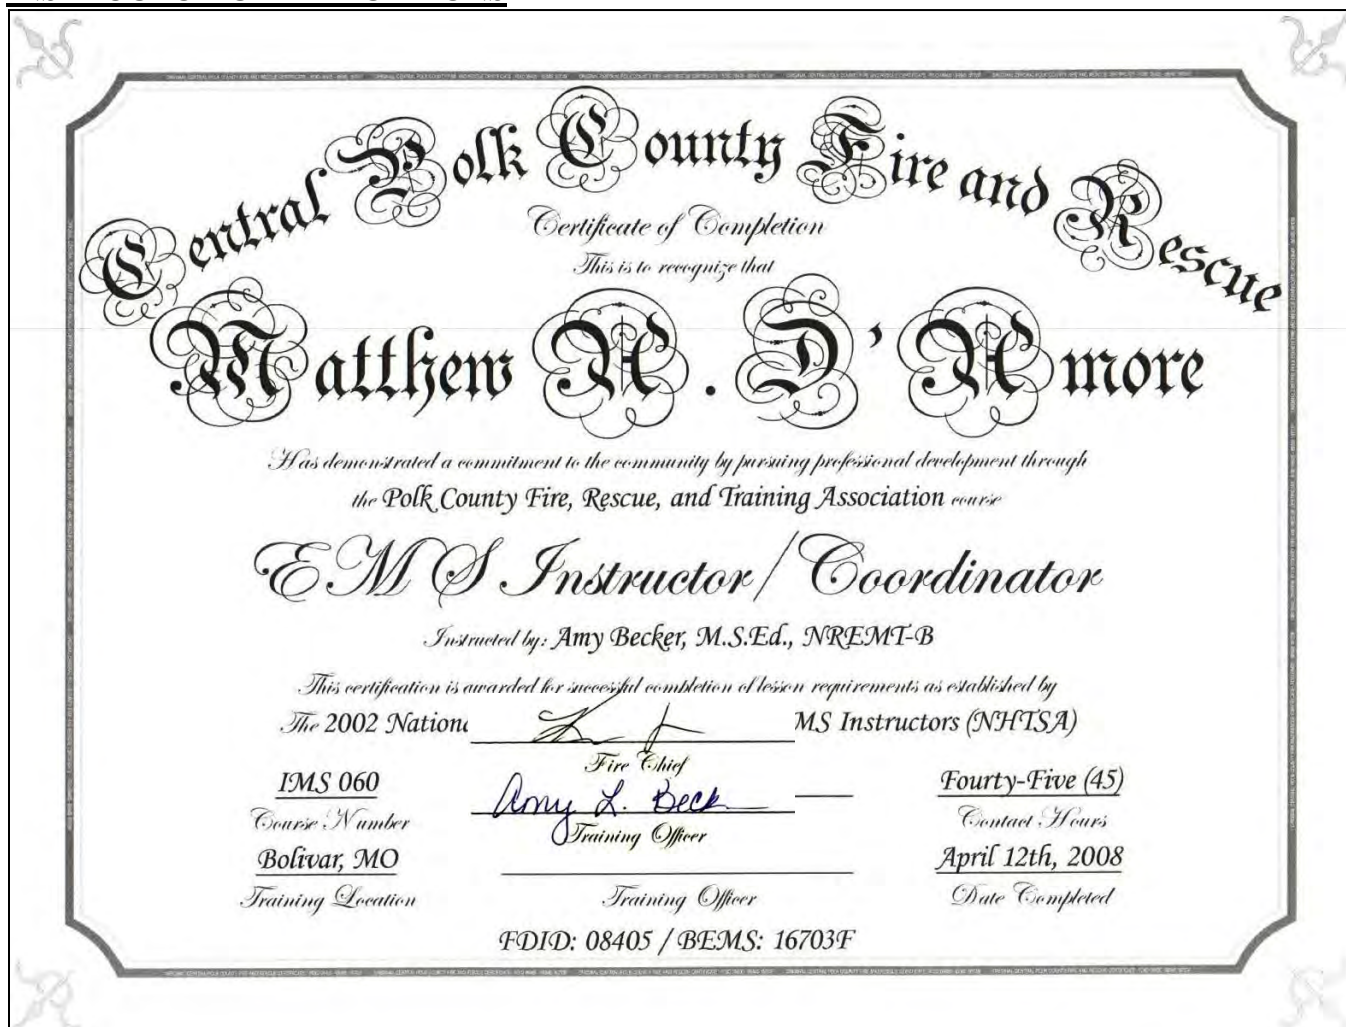 Central Polk County Fire and Rescue
Certificate of Completion
This is to recognize that
Matthew A. D'Amore
Has demonstrated a commitment to the community by pursuing professional development through
the Polk County Fire, Rescue, and Training Association course
EMS Instructor/Coordinator
Instructed by: Amy Becker, M.S.Ed., NREMT-B
This certification is awarded for successful completion of lesson requirements as established by
The 2002 MS Instructors (NHTSA)
Fire Chief
IMS 060
Fourty-Five (45)
Amy L. Beck
Course Number
Training Officer
Contact Hours
Bolivar, MO
April 12th, 2008
Training Location
Training Officer
Date Completed
FDID: 08405 / BEMS: 16703F